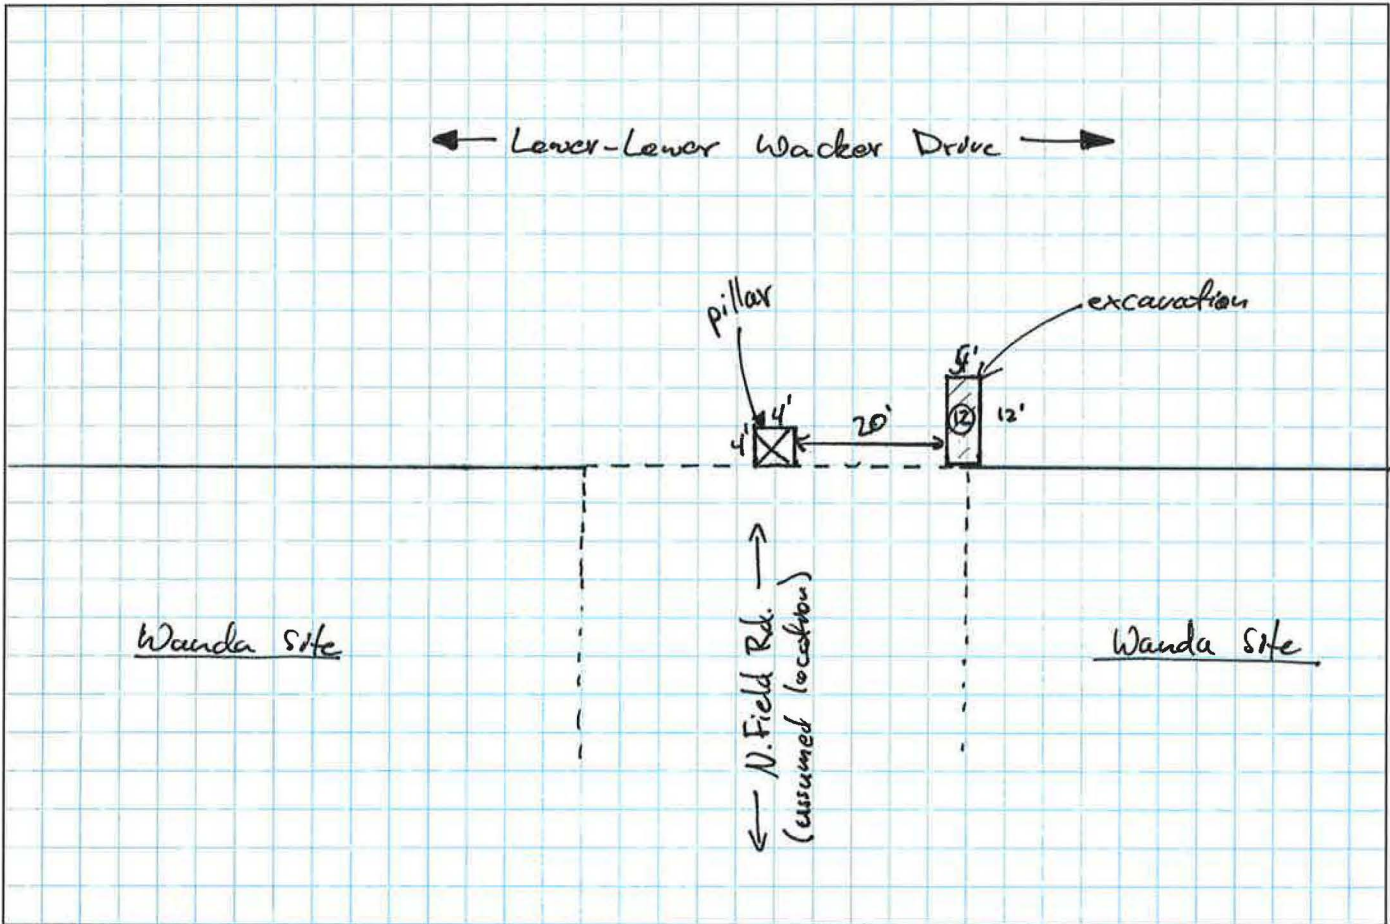 Lower-Lower Wacker Drive
pillar
excavation
4'
4'
20'
12
12'
N. Field Rd.
(assumed location)
Wanda Site
Wanda Site